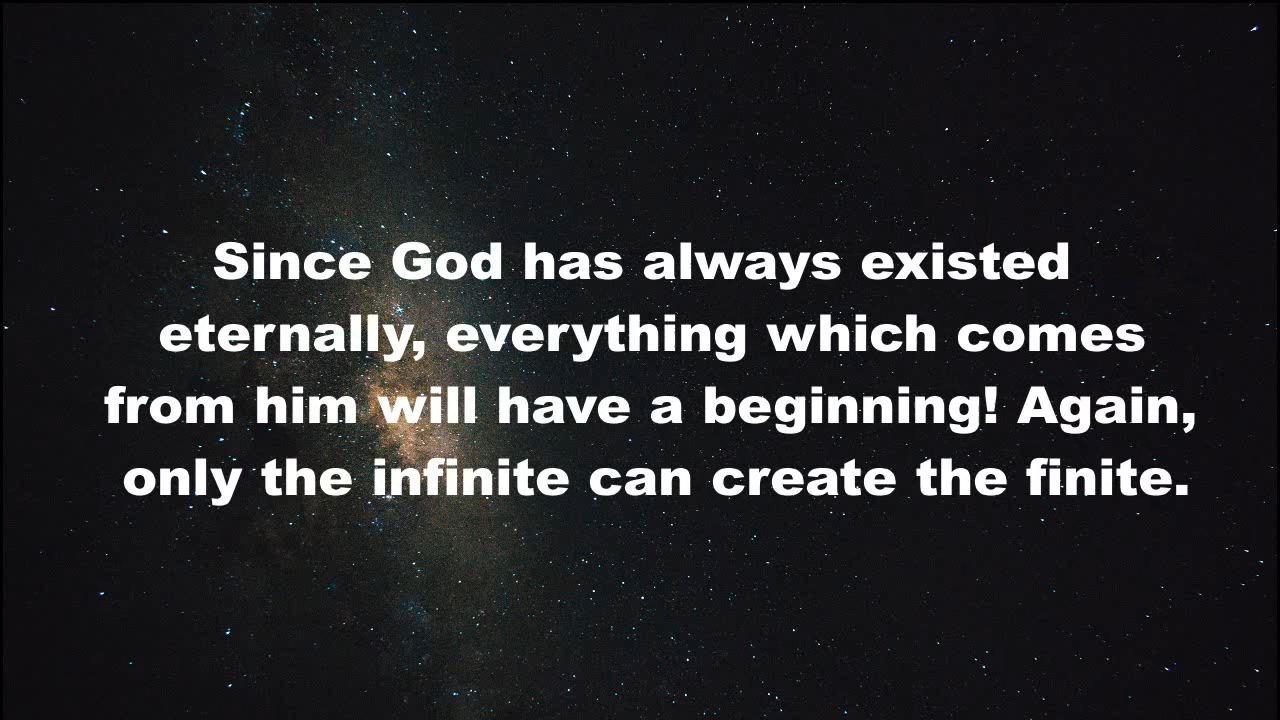 Since God has always existed
eternally, everything which comes
from him will have a beginning! Again,
only the infinite can create the finite.